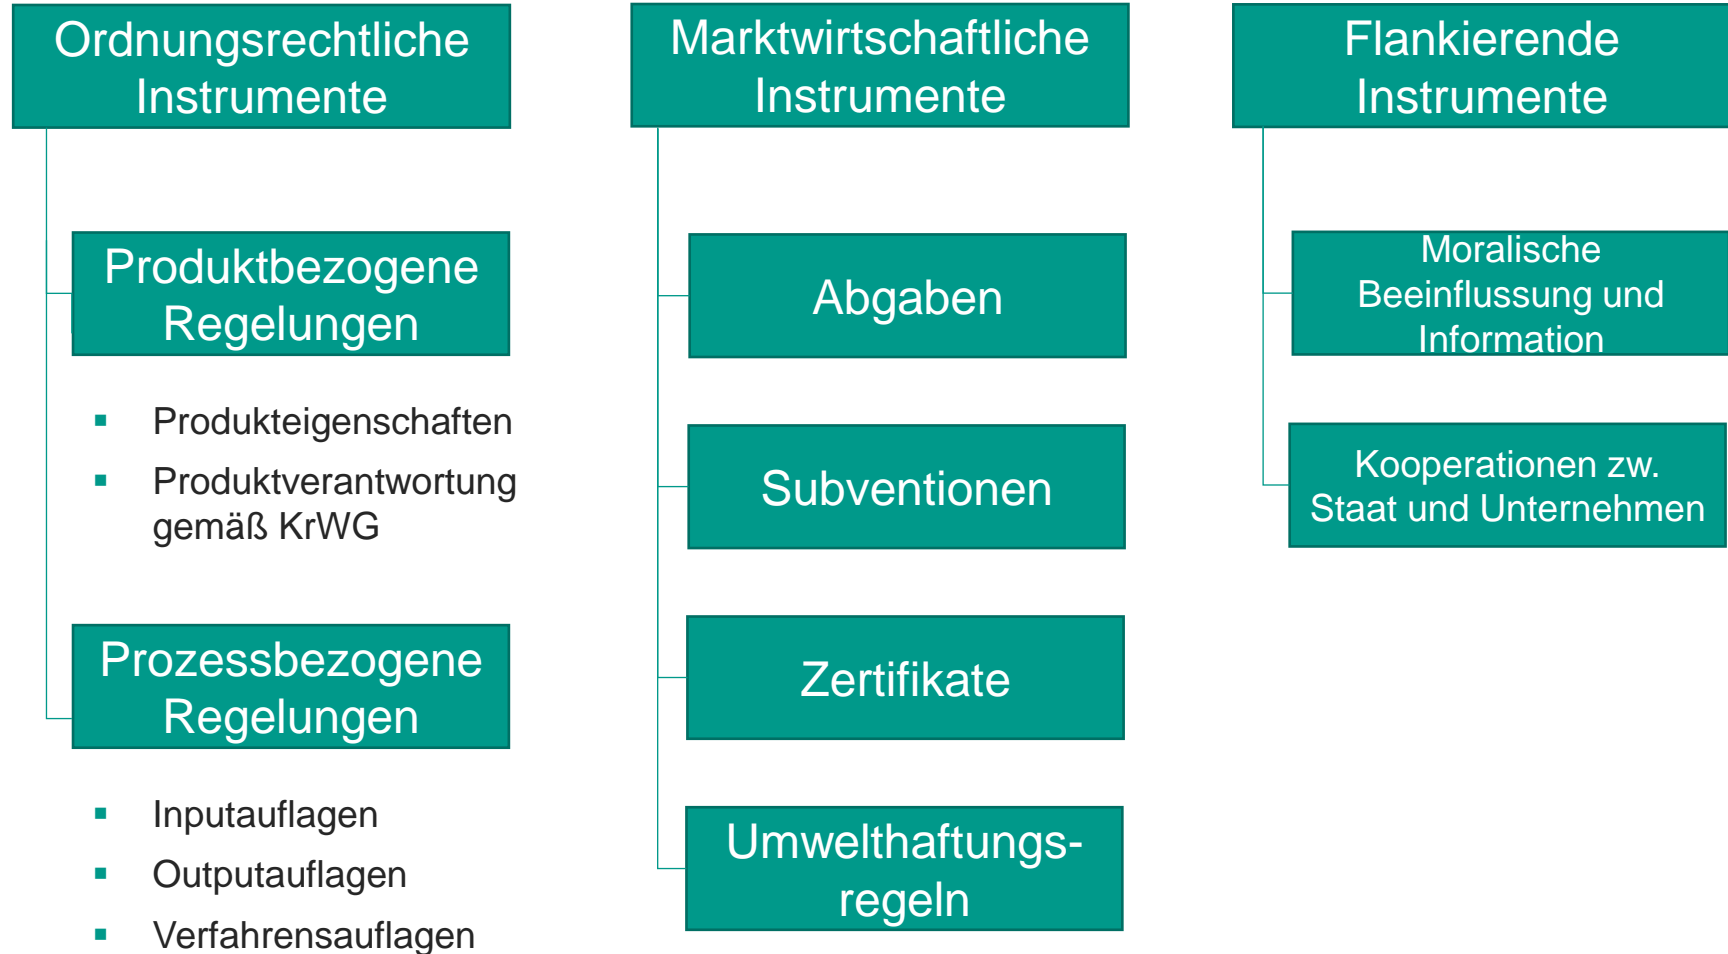 Ordnungsrechtliche
Instrumente
Produktbezogene
Regelungen
▪ Produkteigenschaften
▪ Produktverantwortung
gemäß KrWG
Prozessbezogene
Regelungen
▪ Inputauflagen
▪ Outputauflagen
▪ Verfahrensauflagen
Marktwirtschaftliche
Instrumente
Abgaben
Subventionen
Zertifikate
Umwelthaftungs-
regeln
Flankierende
Instrumente
Moralische
Beeinflussung und
Information
Kooperationen zw.
Staat und Unternehmen